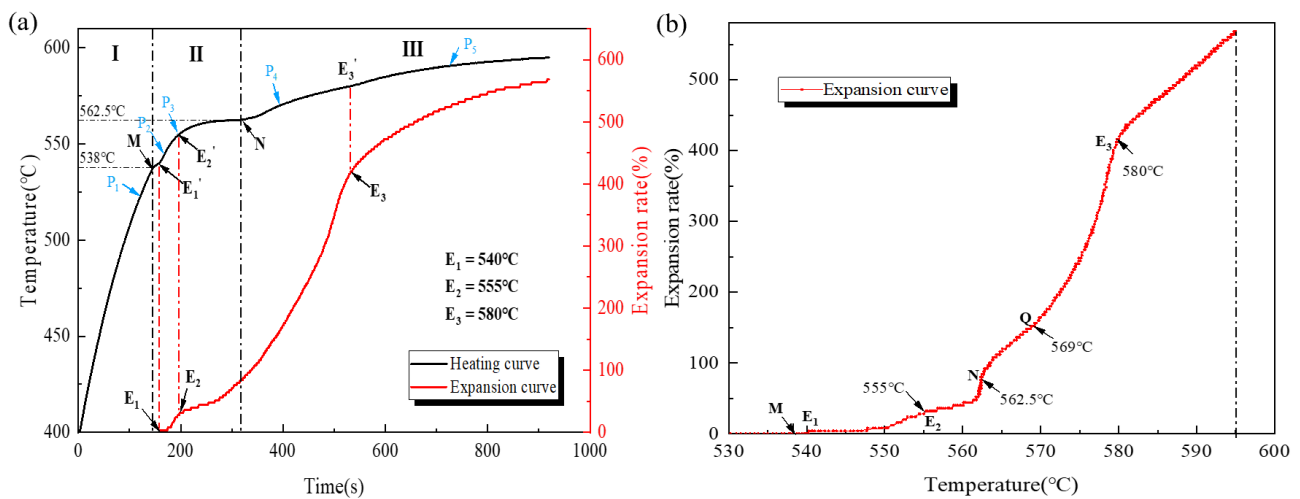 (a)
I
II
III
P₁
P₂
P₃
P₄
P₅
M
N
E₁'
E₂'
E₃'
E₁
E₂
E₃
562.5℃
538℃
E₁ = 540℃
E₂ = 555℃
E₃ = 580℃
Heating curve
Expansion curve
600
550
500
450
400
Temperature(℃)
0
200
400
600
800
1000
Time(s)
600
500
400
300
200
100
0
Expansion rate(%)
(b)
Expansion curve
M
E₁
555℃
E₂
N
562.5℃
Q
569℃
E₃
580℃
500
400
300
200
100
0
Expansion rate(%)
530
540
550
560
570
580
590
600
Temperature(℃)